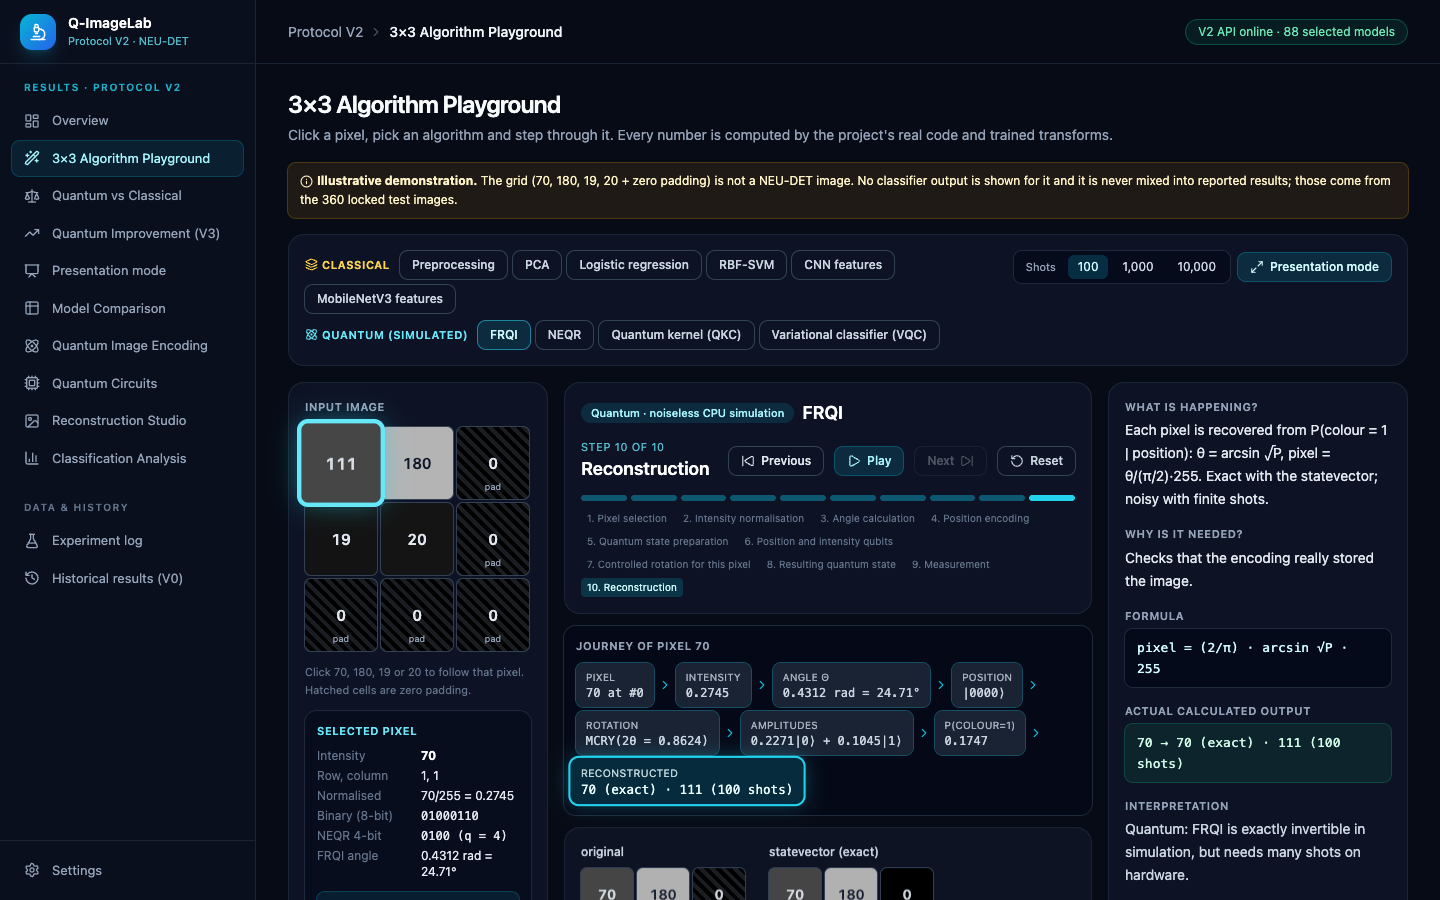 Q-ImageLab
Protocol V2 · NEU-DET
RESULTS · PROTOCOL V2
Overview
3×3 Algorithm Playground
Quantum vs Classical
Quantum Improvement (V3)
Presentation mode
Model Comparison
Quantum Image Encoding
Quantum Circuits
Reconstruction Studio
Classification Analysis
DATA & HISTORY
Experiment log
Historical results (V0)
Settings
Protocol V2 > 3×3 Algorithm Playground
V2 API online · 88 selected models
3×3 Algorithm Playground
Click a pixel, pick an algorithm and step through it. Every number is computed by the project's real code and trained transforms.
Illustrative demonstration. The grid (70, 180, 19, 20 + zero padding) is not a NEU-DET image. No classifier output is shown for it and it is never mixed into reported results; those come from
the 360 locked test images.
CLASSICAL Preprocessing PCA Logistic regression RBF-SVM CNN features
MobileNetV3 features
Shots 100 1,000 10,000 Presentation mode
QUANTUM (SIMULATED) FRQI NEQR Quantum kernel (QKC) Variational classifier (VQC)
INPUT IMAGE
111 180 0
pad
19 20 0
pad
0 0 0
pad pad pad
Click 70, 180, 19 or 20 to follow that pixel.
Hatched cells are zero padding.
SELECTED PIXEL
Intensity 70
Row, column 1, 1
Normalised 70/255 = 0.2745
Binary (8-bit) 01000110
NEQR 4-bit 0100 (q = 4)
FRQI angle 0.4312 rad =
24.71°
Quantum · noiseless CPU simulation FRQI
STEP 10 OF 10
Reconstruction
Previous Play Next Reset
1. Pixel selection 2. Intensity normalisation 3. Angle calculation 4. Position encoding
5. Quantum state preparation 6. Position and intensity qubits
7. Controlled rotation for this pixel 8. Resulting quantum state 9. Measurement
10. Reconstruction
JOURNEY OF PIXEL 70
PIXEL INTENSITY ANGLE Θ POSITION
70 at #0 0.2745 0.4312 rad = 24.71° |0000⟩
ROTATION AMPLITUDES P(COLOUR=1)
MCRY(2θ = 0.8624) 0.2271|0⟩ + 0.1045|1⟩ 0.1747
RECONSTRUCTED
70 (exact) · 111 (100 shots)
original statevector (exact)
70 180 0 70 180 0
WHAT IS HAPPENING?
Each pixel is recovered from P(colour = 1
| position): θ = arcsin √P, pixel =
θ/(π/2)·255. Exact with the statevector;
noisy with finite shots.
WHY IS IT NEEDED?
Checks that the encoding really stored
the image.
FORMULA
pixel = (2/π) · arcsin √P ·
255
ACTUAL CALCULATED OUTPUT
70 → 70 (exact) · 111 (100
shots)
INTERPRETATION
Quantum: FRQI is exactly invertible in
simulation, but needs many shots on
hardware.